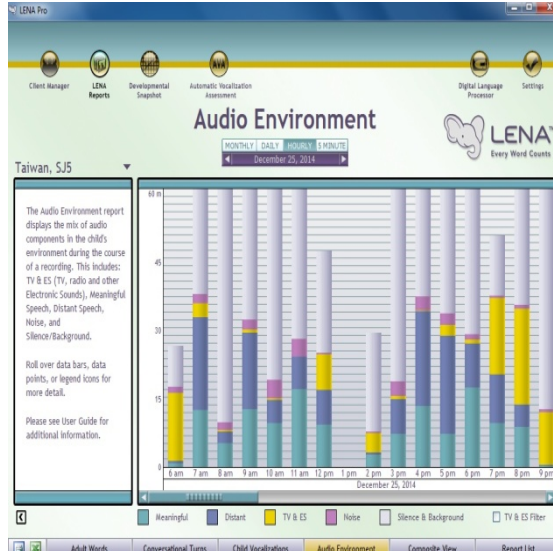 LENA Pro
Client Manager
LENA Reports
Developmental Snapshot
Automatic Vocalization Assessment
AVA
Digital Language Processor
Settings
Audio Environment
MONTHLY DAILY HOURLY 5 MINUTE
December 25, 2014
LENA
Every Word Counts
Taiwan, SJ5
The Audio Environment report
displays the mix of audio
components in the child's
environment during the course
of a recording. This includes:
TV & ES (TV, radio and other
Electronic Sounds), Meaningful
Speech, Distant Speech,
Noise, and
Silence/Background.
Roll over data bars, data
points, or legend icons for
more detail.
Please see User Guide for
additional information.
60 m
45
30
15
0
6 am 7 am 8 am 9 am 10 am 11 am 12 pm 1 pm 2 pm 3 pm 4 pm 5 pm 6 pm 7 pm 8 pm 9 pm
December 25, 2014
Meaningful Distant TV & ES Noise Silence & Background TV & ES Filter
Adult Words Conversational Turns Child Vocalizations Audio Environment Composite View Report List